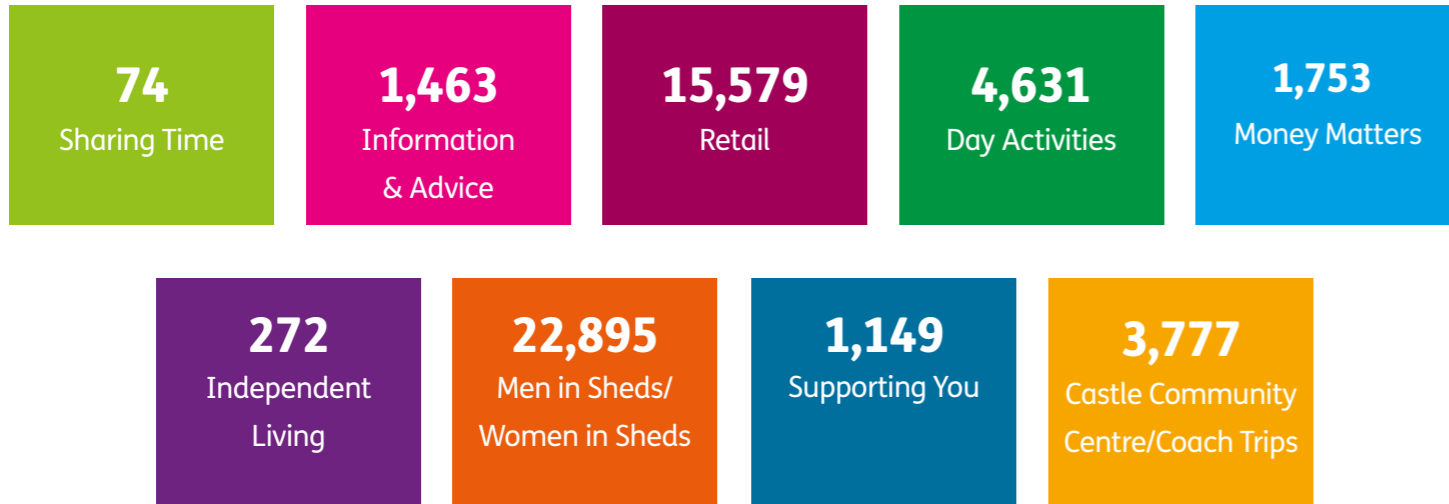 74
Sharing Time
1,463
Information
& Advice
15,579
Retail
4,631
Day Activities
1,753
Money Matters
272
Independent
Living
22,895
Men in Sheds/
Women in Sheds
1,149
Supporting You
3,777
Castle Community
Centre/Coach Trips